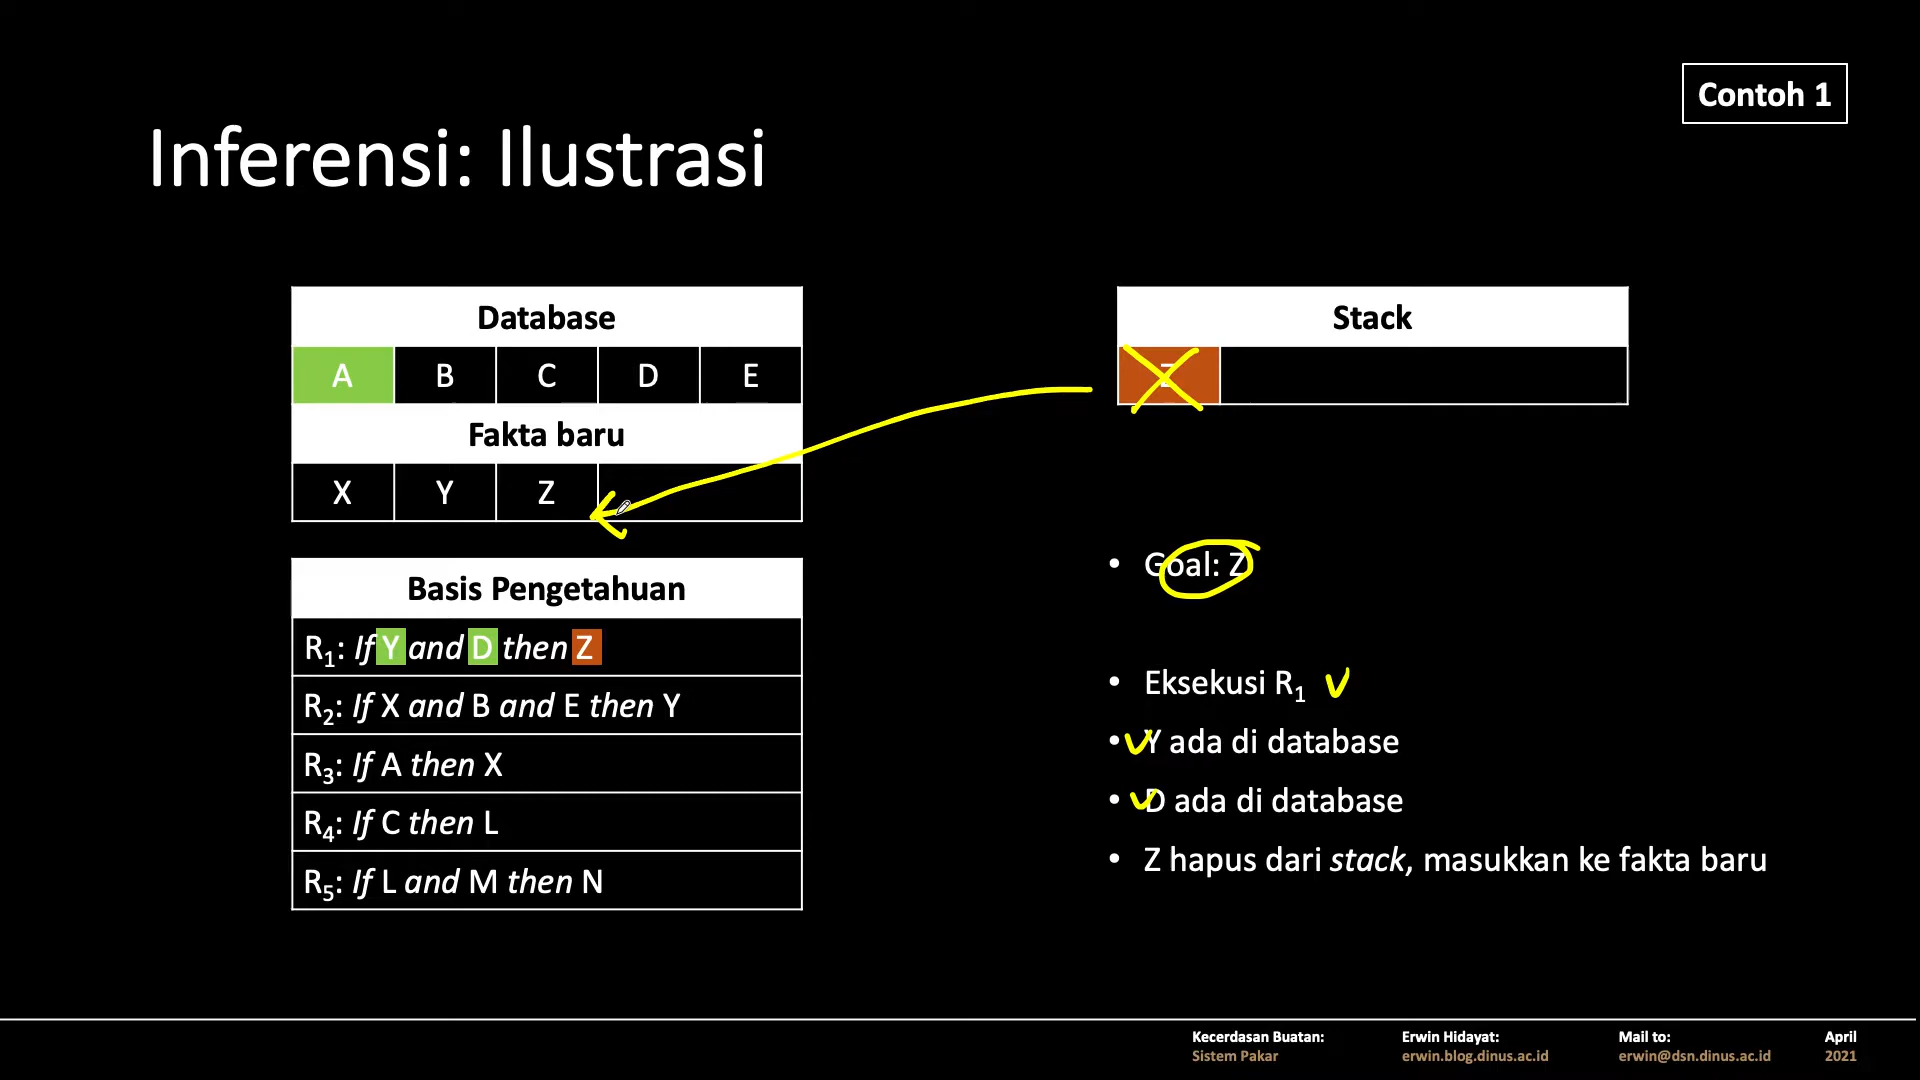 Contoh 1
Inferensi: Ilustrasi
Database
A B C D E
Fakta baru
X Y Z
Basis Pengetahuan
R1: If Y and D then Z
R2: If X and B and E then Y
R3: If A then X
R4: If C then L
R5: If L and M then N
Stack
Z
• Goal: Z
• Eksekusi R1
• Y ada di database
• D ada di database
• Z hapus dari stack, masukkan ke fakta baru
Kecerdasan Buatan:
Sistem Pakar
Erwin Hidayat:
erwin.blog.dinus.ac.id
Mail to:
erwin@dsn.dinus.ac.id
April
2021